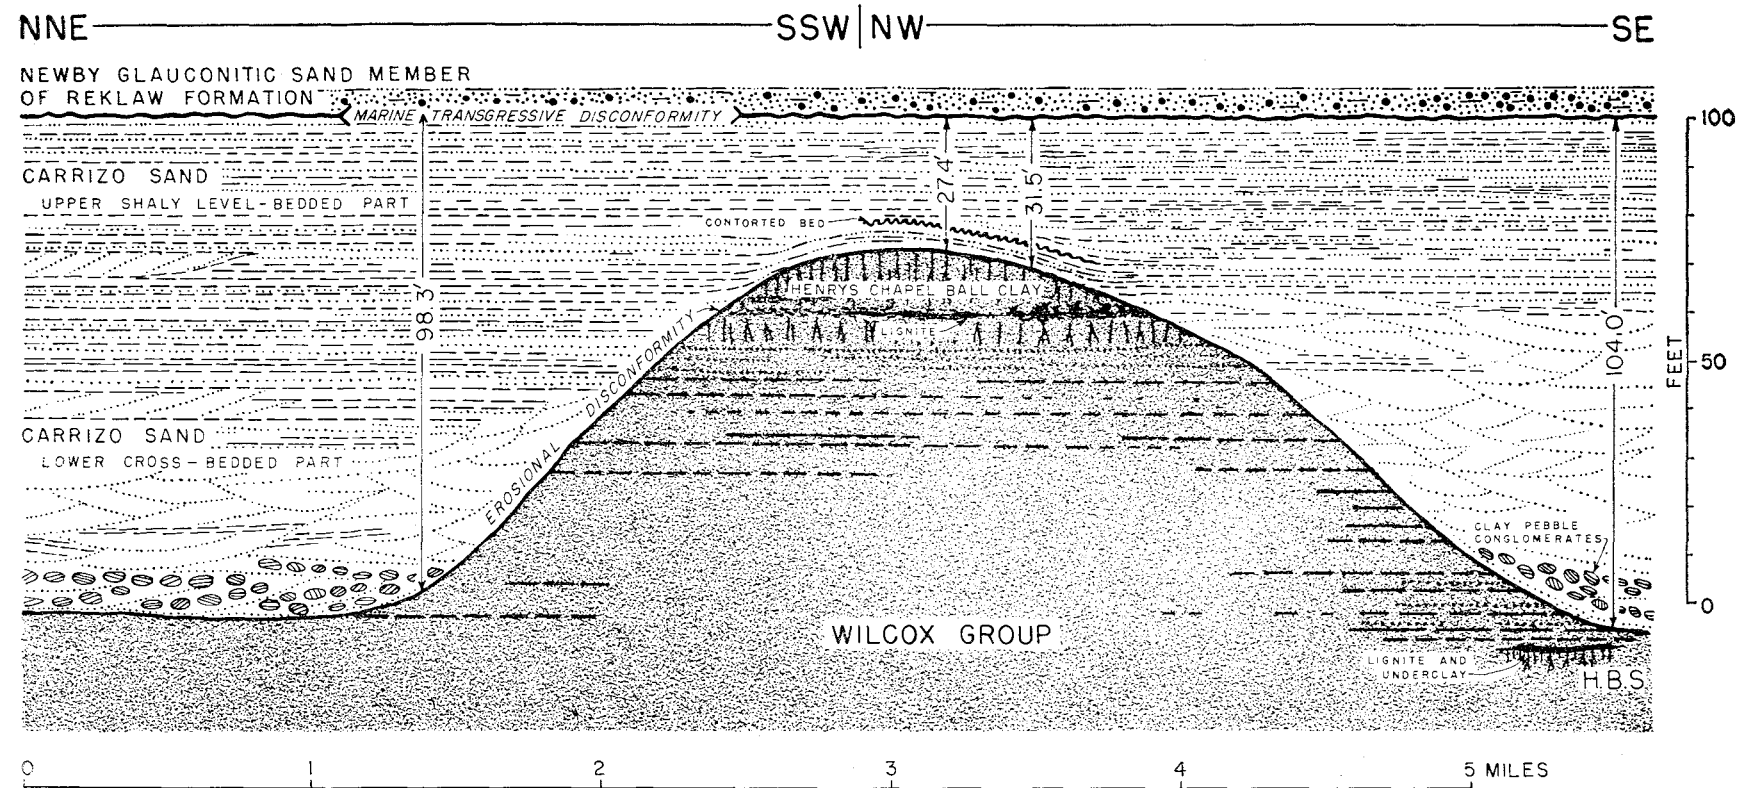 NNE SSW NW SE
NEWBY GLAUCONITIC SAND MEMBER
OF REKLAW FORMATION
MARINE TRANSGRESSIVE DISCONFORMITY
100
CARRIZO SAND
UPPER SHALY LEVEL-BEDDED PART
27.4'
31.5'
CONTORTED BED
HENRYS CHAPEL BALL CLAY
98.3'
LIGNITE
104.0'
FEET
50
EROSIONAL DISCONFORMITY
CARRIZO SAND
LOWER CROSS-BEDDED PART
CLAY PEBBLE
CONGLOMERATES
0
WILCOX GROUP
LIGNITE AND
UNDERCLAY
H.B.S.
0 1 2 3 4 5 MILES